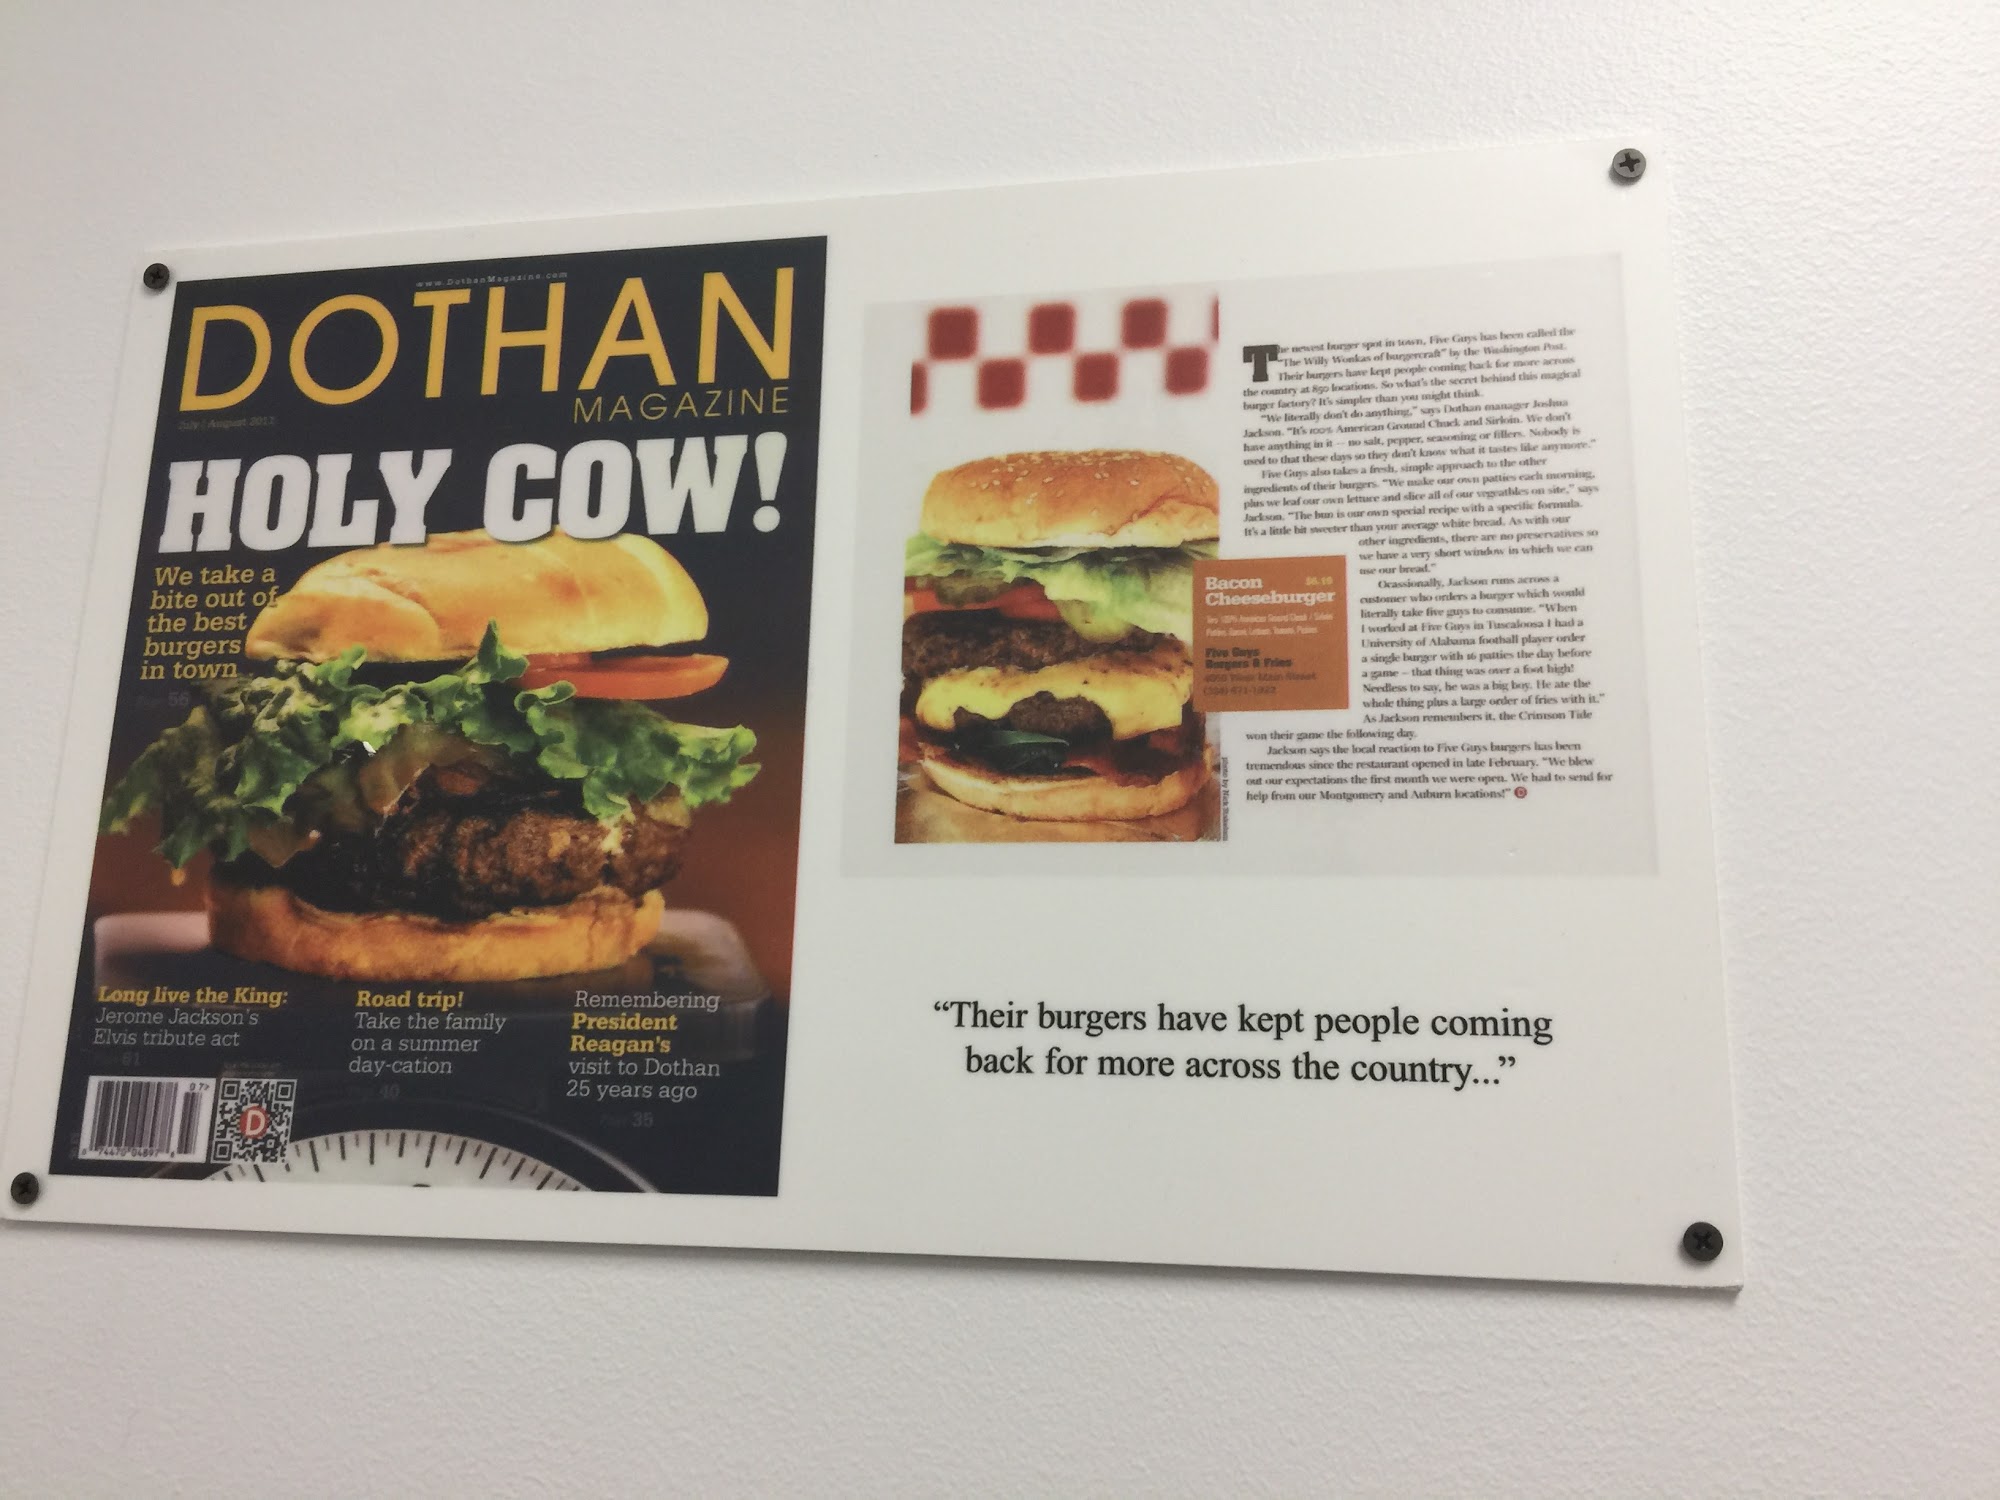 www.DothanMagazine.com
DOTHAN
MAGAZINE
HOLY COW!
We take a
bite out of
the best
burgers
in town
56
Long live the King:
Jerome Jackson's
Elvis tribute act
61
Road trip!
Take the family
on a summer
day-cation
40
Remembering
President
Reagan's
visit to Dothan
25 years ago
35
D
The newest burger spot in town, Five Guys has been called the
"The Willy Wonkas of burgercraft" by the Washington Post.
Their burgers have kept people coming back for more across
the country at 850 locations. So what's the secret behind this magical
burger factory? It's simpler than you might think.
"We literally don't do anything," says Dothan manager Joshua
Jackson. "It's 100% American Ground Chuck and Sirloin. We don't
have anything in it – no salt, pepper, seasoning or fillers. Nobody is
used to that these days so they don't know what it tastes like anymore."
Five Guys also takes a fresh, simple approach to the other
ingredients of their burgers. "We make our own patties each morning,
plus we leaf our own lettuce and slice all of our vegeathles on site," says
Jackson. "The bun is our own special recipe with a specific formula.
It's a little bit sweeter than your average white bread. As with our
other ingredients, there are no preservatives so
we have a very short window in which we can
use our bread."
Ocassionally, Jackson runs across a
customer who orders a burger which would
literally take five guys to consume. "When
I worked at Five Guys in Tuscaloosa I had a
University of Alabama football player order
a single burger with 16 patties the day before
a game – that thing was over a foot high!
Needless to say, he was a big boy. He ate the
whole thing plus a large order of fries with it."
As Jackson remembers it, the Crimson Tide
won their game the following day.
Jackson says the local reaction to Five Guys burgers has been
tremendous since the restaurant opened in late February. "We blew
out our expectations the first month we were open. We had to send for
help from our Montgomery and Auburn locations!" D
Bacon
Cheeseburger
Five Guys
Burgers & Fries
"Their burgers have kept people coming
back for more across the country..."